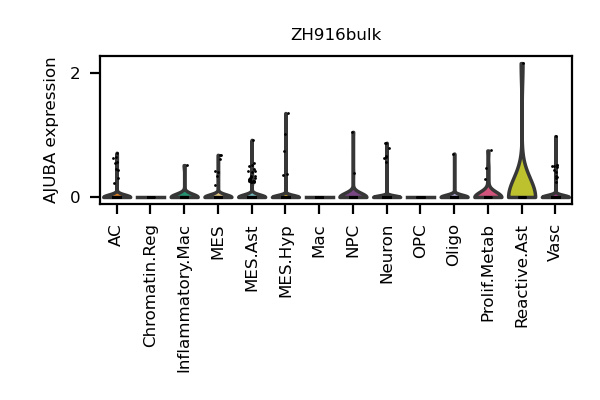 ZH916bulk
AJUBA expression
2
0
AC
Chromatin.Reg
Inflammatory.Mac
MES
MES.Ast
MES.Hyp
Mac
NPC
Neuron
OPC
Oligo
Prolif.Metab
Reactive.Ast
Vasc